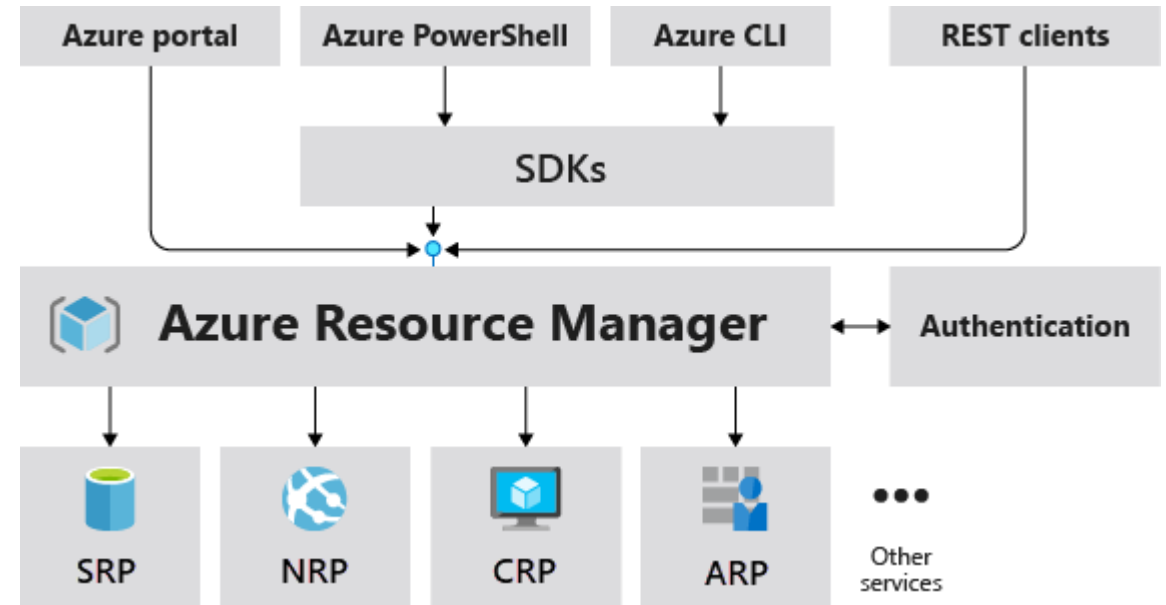 Azure portal
Azure PowerShell
Azure CLI
REST clients
SDKs
Azure Resource Manager
Authentication
SRP
NRP
CRP
ARP
Other
services